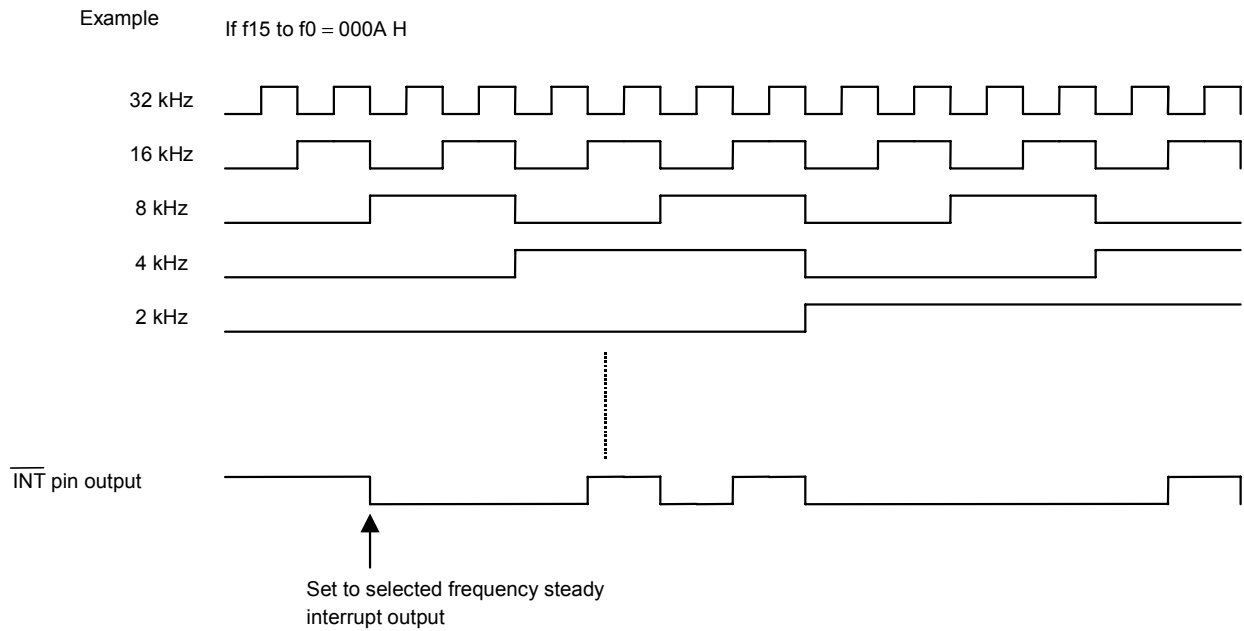 Example
If f15 to f0 = 000A H
32 kHz
16 kHz
8 kHz
4 kHz
2 kHz
INT pin output
Set to selected frequency steady
interrupt output